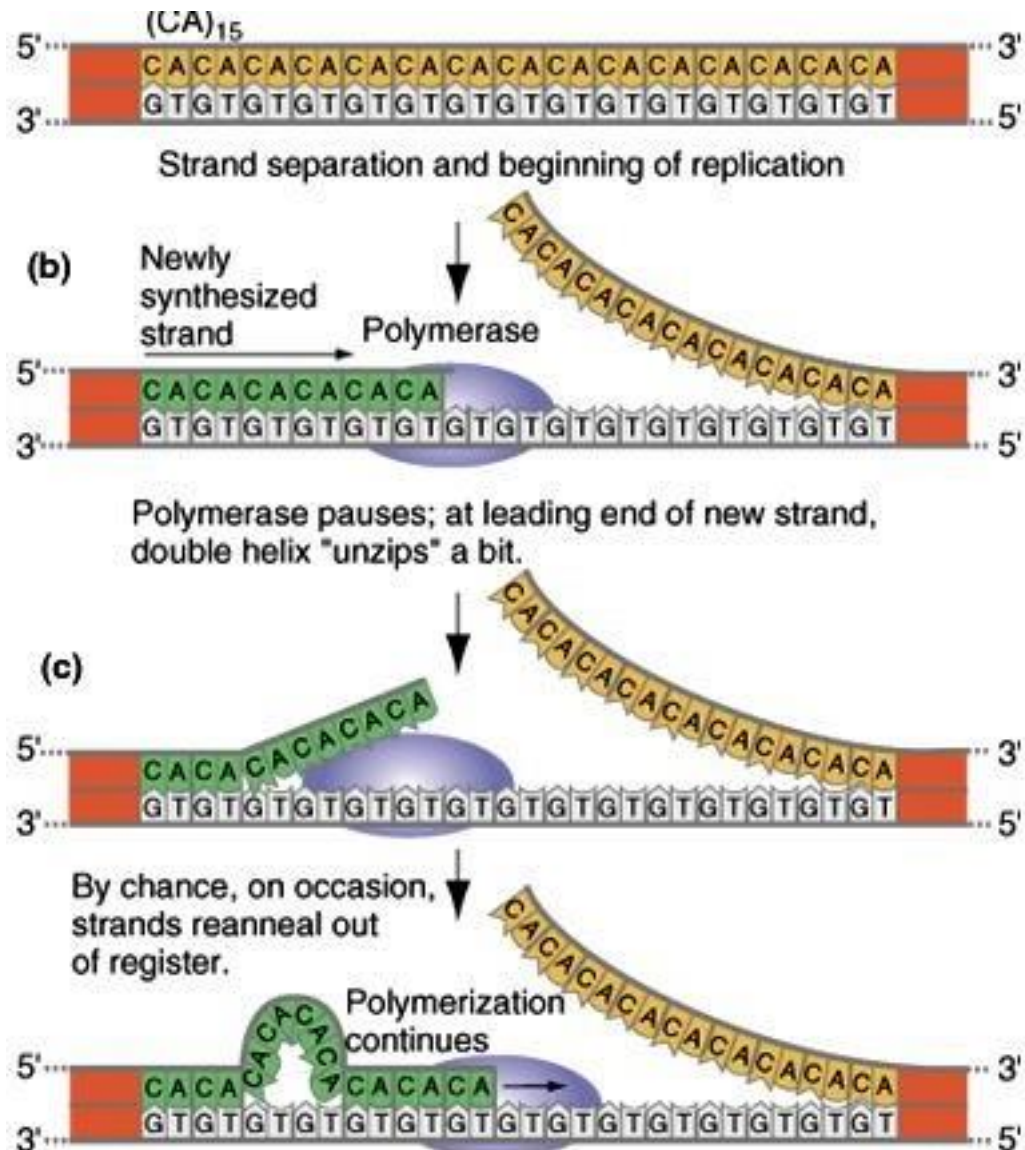 (CA)15
5' 3'
CACACACACACACACACACACACACACACA
GTGTGTGTGTGTGTGTGTGTGTGTGTGTGT
3' 5'
Strand separation and beginning of replication
(b)
Newly
synthesized
strand
Polymerase
CACACACACACACACACACA
5' 3'
CACACACACACA
GTGTGTGTGTGTGTGTGTGTGTGTGTGTGT
3' 5'
Polymerase pauses; at leading end of new strand,
double helix "unzips" a bit.
(c)
CACACACACACACACACACA
5' 3'
CACACACACACA
GTGTGTGTGTGTGTGTGTGTGTGTGTGTGT
3' 5'
By chance, on occasion,
strands reanneal out
of register.
Polymerization
continues
CACACACACACACACACACA
5' 3'
CACACACACACACACACA
GTGTGTGTGTGTGTGTGTGTGTGTGTGTGT
3' 5'